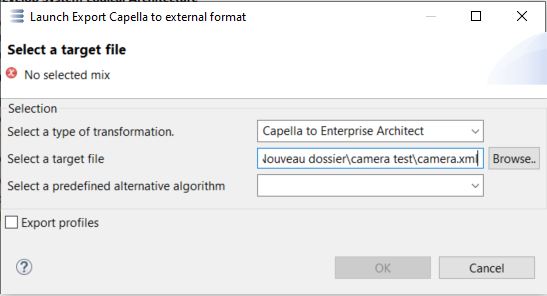 Launch Export Capella to external format
Select a target file
No selected mix
Selection
Select a type of transformation.
Capella to Enterprise Architect
Select a target file
Nouveau dossier\camera test\camera.xml
Browse..
Select a predefined alternative algorithm
Export profiles
?
OK
Cancel